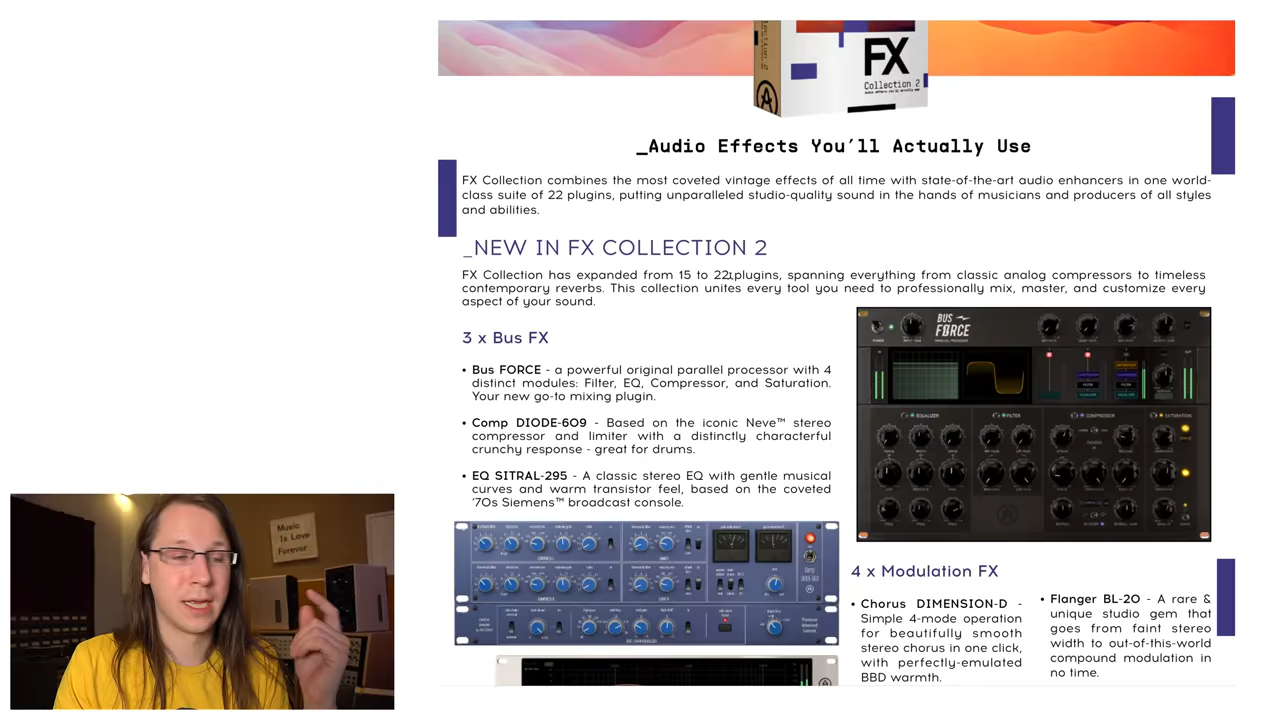 FX
Collection 2
_Audio Effects You'll Actually Use
FX Collection combines the most coveted vintage effects of all time with state-of-the-art audio enhancers in one world-
class suite of 22 plugins, putting unparalleled studio-quality sound in the hands of musicians and producers of all styles
and abilities.
_NEW IN FX COLLECTION 2
FX Collection has expanded from 15 to 22 plugins, spanning everything from classic analog compressors to timeless
contemporary reverbs. This collection unites every tool you need to professionally mix, master, and customize every
aspect of your sound.
3 x Bus FX
• Bus FORCE - a powerful original parallel processor with 4
distinct modules: Filter, EQ, Compressor, and Saturation.
Your new go-to mixing plugin.
• Comp DIODE-609 - Based on the iconic Neve™ stereo
compressor and limiter with a distinctly characterful
crunchy response - great for drums.
• EQ SITRAL-295 - A classic stereo EQ with gentle musical
curves and warm transistor feel, based on the coveted
'70s Siemens™ broadcast console.
BUS
FORCE
EQUALIZER
FILTER
COMPRESSOR
SATURATION
4 x Modulation FX
• Chorus DIMENSION-D -
Simple 4-mode operation
for beautifully smooth
stereo chorus in one click,
with perfectly-emulated
BBD warmth.
• Flanger BL-20 - A rare &
unique studio gem that
goes from faint stereo
width to out-of-this-world
compound modulation in
no time.
Music
Is Love
Forever